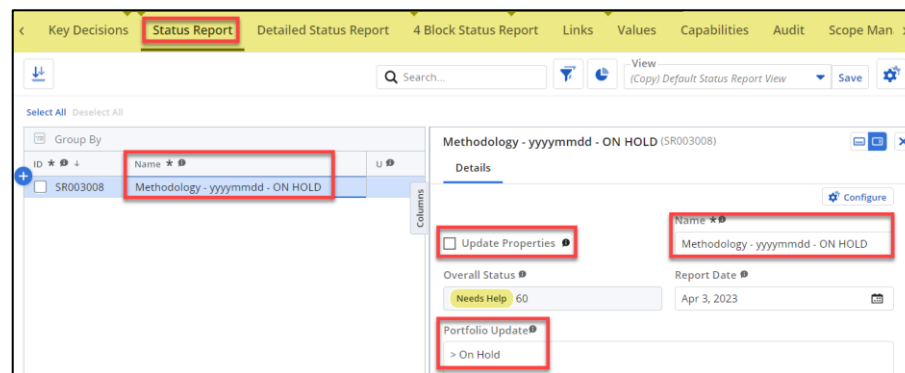 Key Decisions Status Report Detailed Status Report 4 Block Status Report Links Values Capabilities Audit Scope Man
Search...
View
(Copy) Default Status Report View
Save
Select All Deselect All
Group By
ID * ↓ Name * U
SR003008 Methodology - yyyymmdd - ON HOLD
Columns
Methodology - yyyymmdd - ON HOLD (SR003008)
Details
Configure
Update Properties
Name *
Methodology - yyyymmdd - ON HOLD
Overall Status
Needs Help 60
Report Date
Apr 3, 2023
Portfolio Update
> On Hold